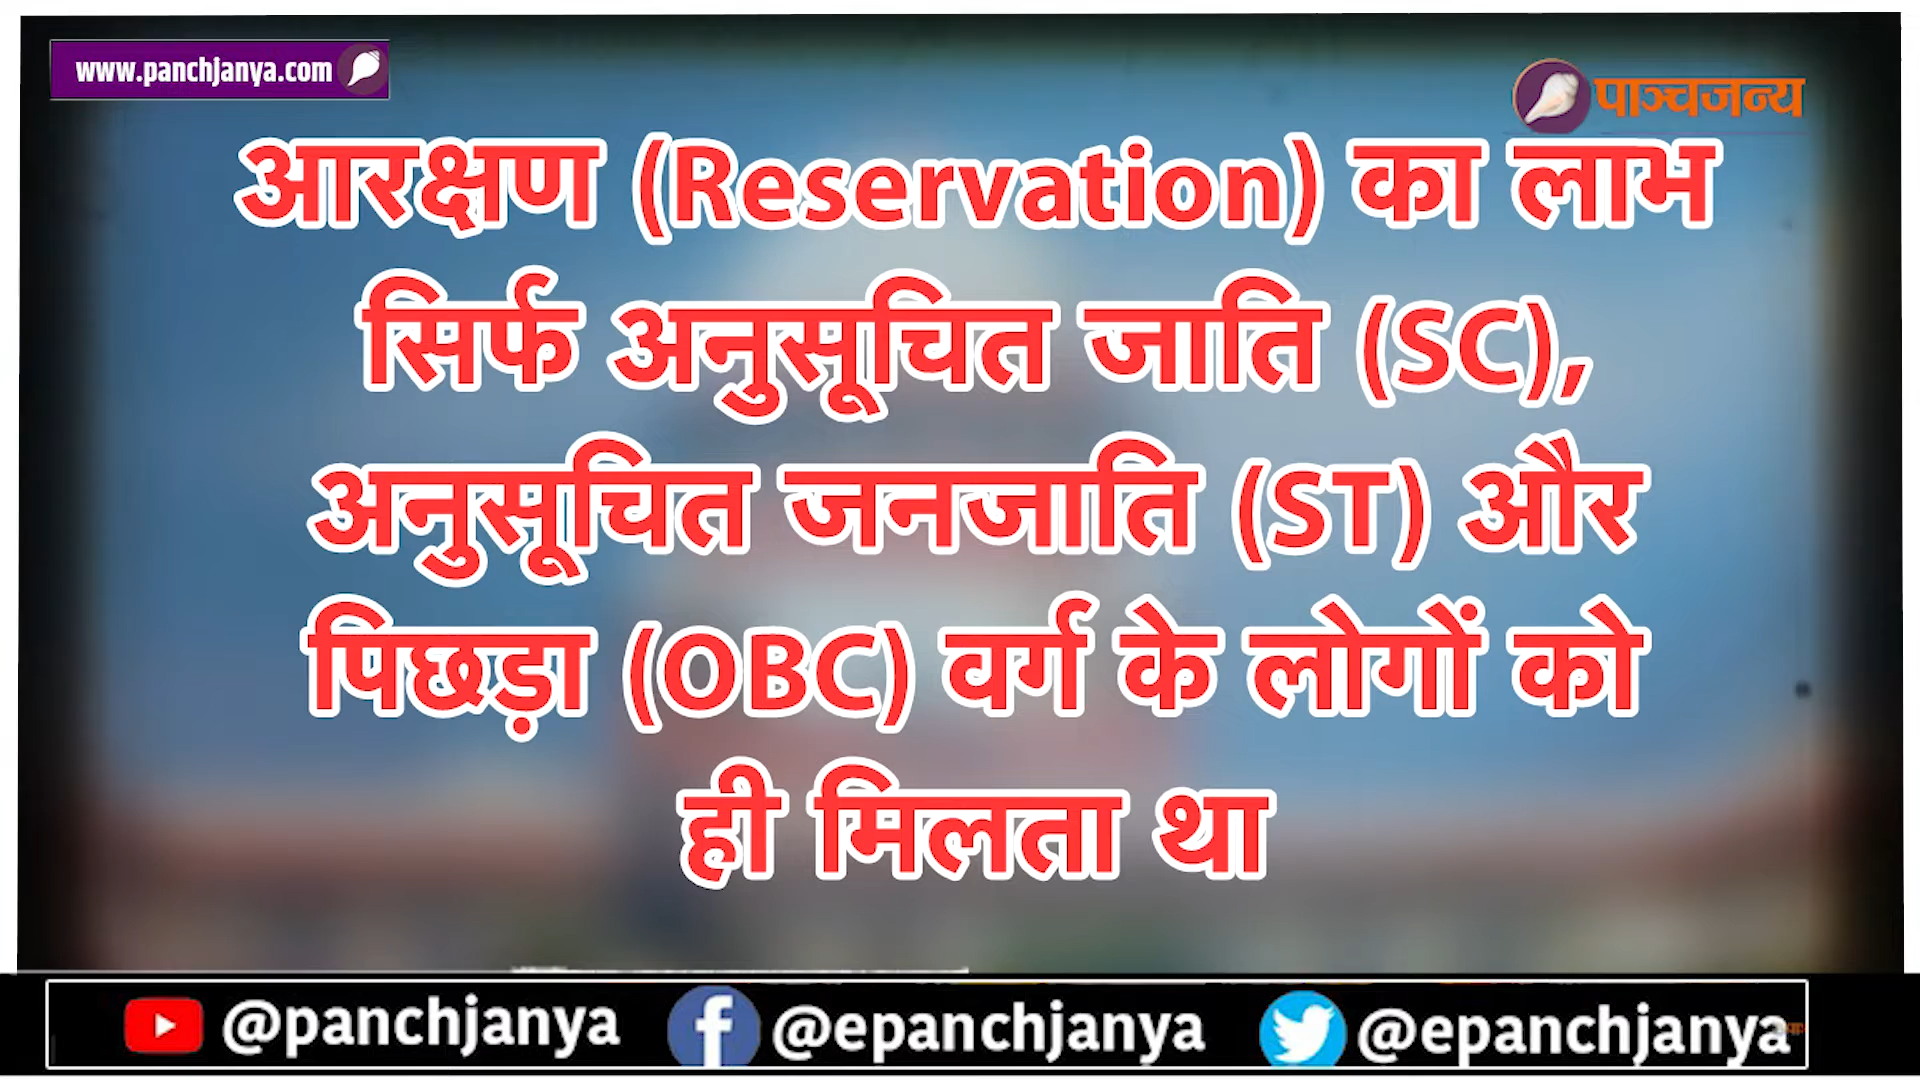 www.panchjanya.com
पाञ्चजन्य
आरक्षण (Reservation) का लाभ
सिर्फ अनुसूचित जाति (SC),
अनुसूचित जनजाति (ST) और
पिछड़ा (OBC) वर्ग के लोगों को
ही मिलता था
@panchjanya @epanchjanya @epanchjanya